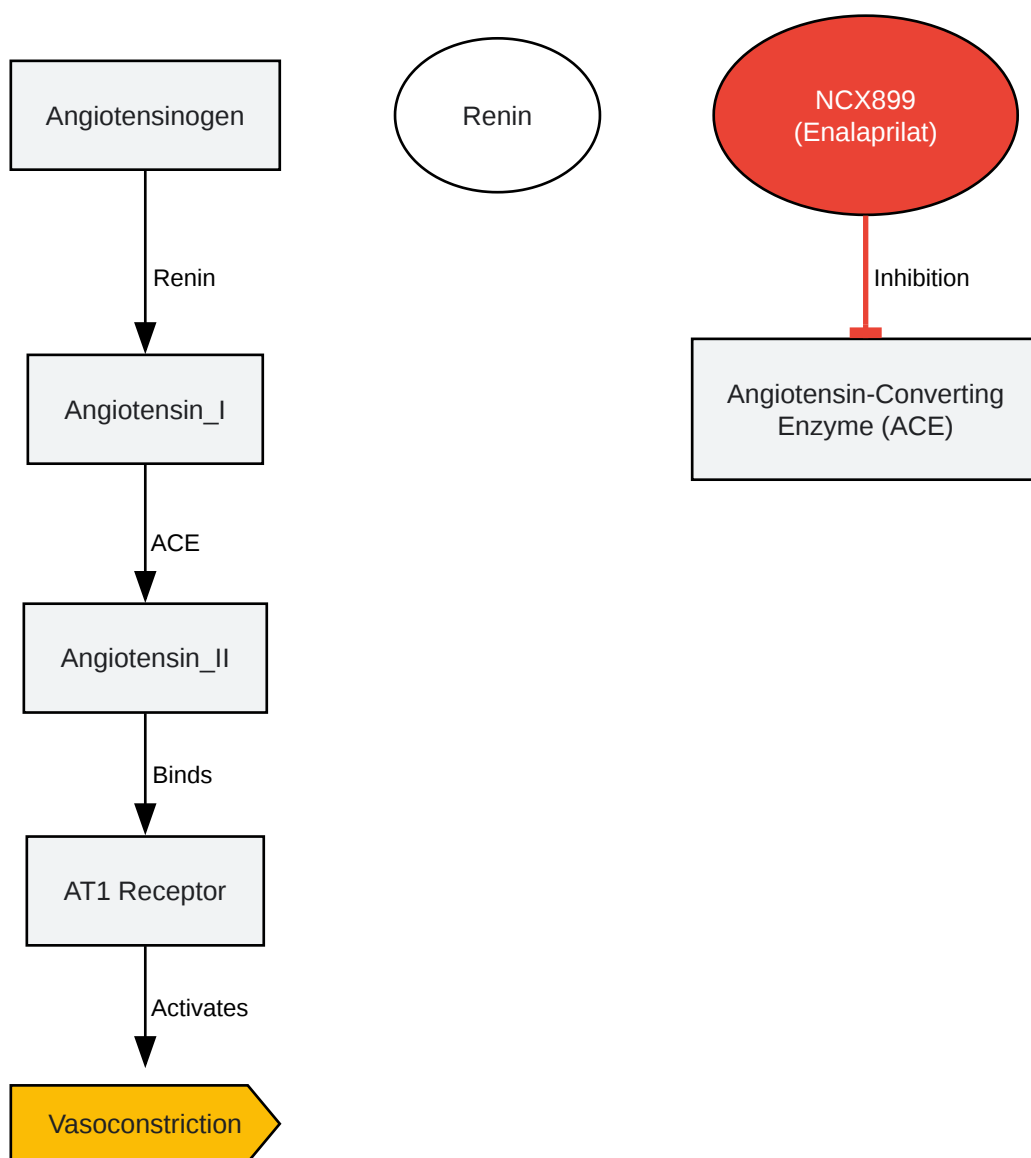 Angiotensinogen
Renin
NCX899
(Enalaprilat)
Renin
Inhibition
Angiotensin_I
Angiotensin-Converting
Enzyme (ACE)
ACE
Angiotensin_II
Binds
AT1 Receptor
Activates
Vasoconstriction